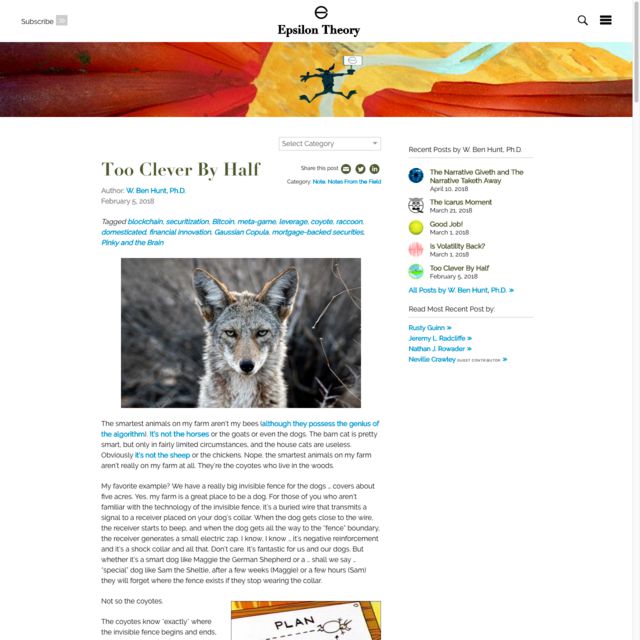 Subscribe »
Epsilon Theory
Select Category
Too Clever By Half
Share this post
Author: W. Ben Hunt, Ph.D.
Category: Note, Notes From the Field
February 5, 2018
Tagged blockchain, securitization, Bitcoin, meta-game, leverage, coyote, raccoon,
domesticated, financial innovation, Gaussian Copula, mortgage-backed securities,
Pinky and the Brain
The smartest animals on my farm aren't my bees (although they possess the genius of
the algorithm). It's not the horses or the goats or even the dogs. The barn cat is pretty
smart, but only in fairly limited circumstances, and the house cats are useless.
Obviously it's not the sheep or the chickens. Nope, the smartest animals on my farm
aren't really on my farm at all. They're the coyotes who live in the woods.
My favorite example? We have a really big invisible fence for the dogs … covers about
five acres. Yes, my farm is a great place to be a dog. For those of you who aren't
familiar with the technology of the invisible fence, it's a buried wire that transmits a
signal to a receiver placed on your dog's collar. When the dog gets close to the wire,
the receiver starts to beep, and when the dog gets all the way to the "fence" boundary,
the receiver generates a small electric zap. I know, I know … it's negative reinforcement
and it's a shock collar and all that. Don't care. It's fantastic for us and our dogs. But
whether it's a smart dog like Maggie the German Shepherd or a … shall we say …
"special" dog like Sam the Sheltie, after a few weeks (Maggie) or a few hours (Sam)
they will forget where the fence exists if they stop wearing the collar.
Not so the coyotes.
The coyotes know *exactly* where
the invisible fence begins and ends,
PLAN
Recent Posts by W. Ben Hunt, Ph.D.
The Narrative Giveth and The
Narrative Taketh Away
April 10, 2018
The Icarus Moment
March 21, 2018
Good Job!
March 1, 2018
Is Volatility Back?
March 1, 2018
Too Clever By Half
February 5, 2018
All Posts by W. Ben Hunt, Ph.D. »
Read Most Recent Post by:
Rusty Guinn »
Jeremy L. Radcliffe »
Nathan J. Rowader »
Neville Crawley GUEST CONTRIBUTOR »